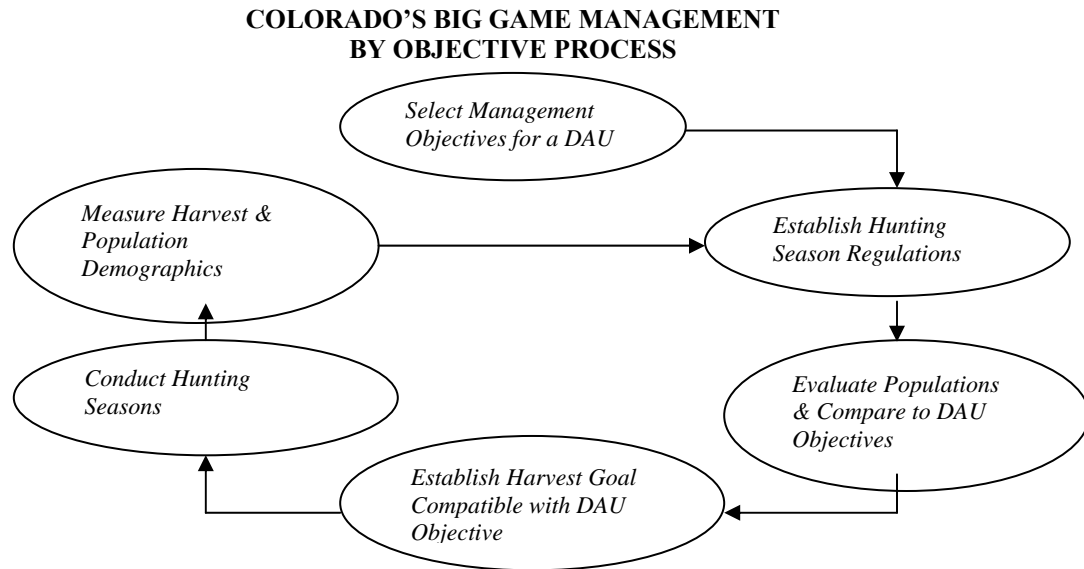 COLORADO’S BIG GAME MANAGEMENT
BY OBJECTIVE PROCESS
Select Management
Objectives for a DAU
Measure Harvest &
Population
Demographics
Establish Hunting
Season Regulations
Conduct Hunting
Seasons
Evaluate Populations
& Compare to DAU
Objectives
Establish Harvest Goal
Compatible with DAU
Objective